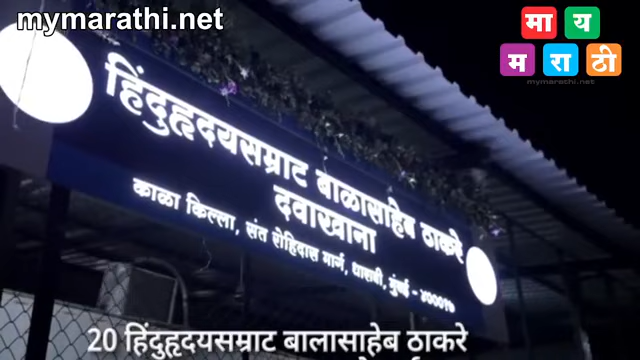 mymarathi.net
मा य
म रा ठी
mymarathi.net
हिंदुहृदयसम्राट बाळासाहेब ठाकरे
दवाखाना
काळा किल्ला, संत रोहिदास मार्ग, धारावी, मुंबई - ४०००१७
20 हिंदुहृदयसम्राट बालासाहेब ठाकरे